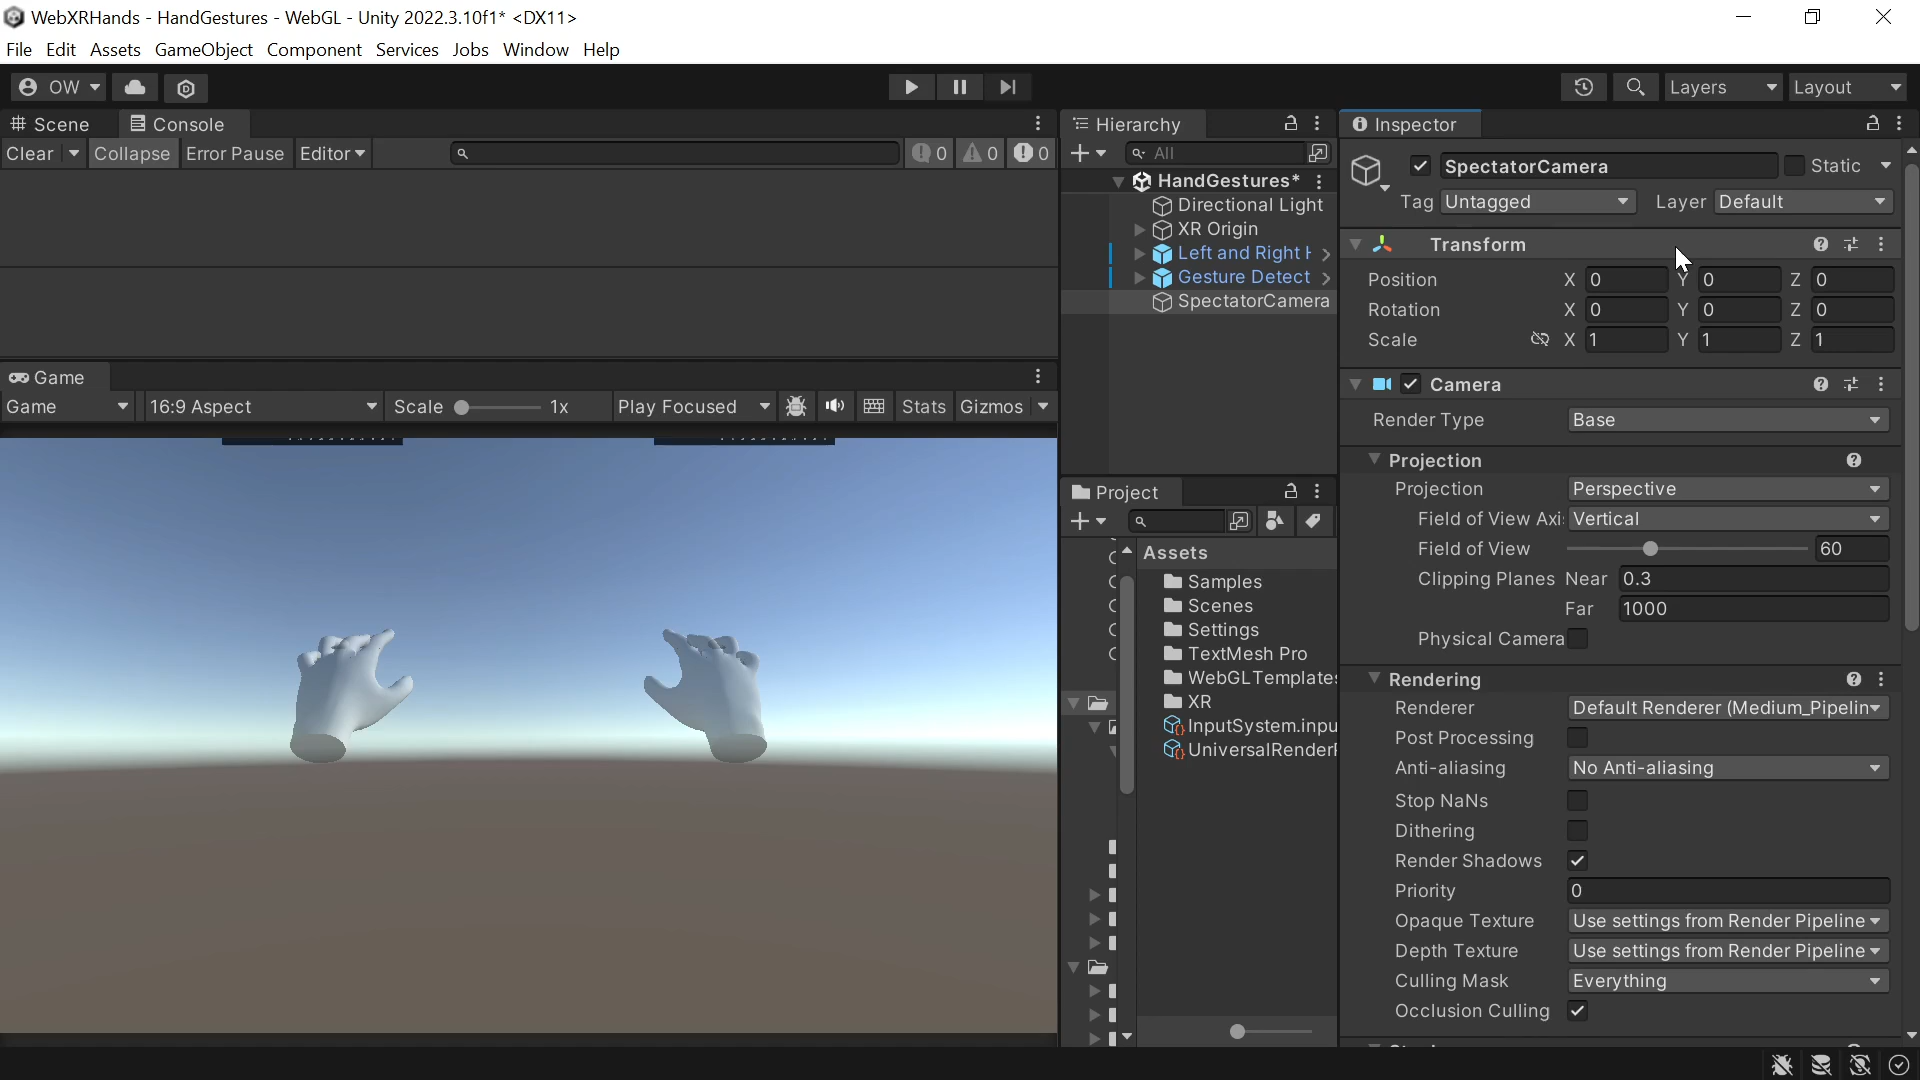 WebXRHands - HandGestures - WebGL - Unity 2022.3.10f1* <DX11>
File Edit Assets GameObject Component Services Jobs Window Help
OW
Layers Layout
Scene Console
Clear Collapse Error Pause Editor
0 0 0
Game
Game 16:9 Aspect Scale 1x Play Focused Stats Gizmos
Hierarchy
All
HandGestures*
Directional Light
XR Origin
Left and Right H
Gesture Detect
SpectatorCamera
Project
Assets
Samples
Scenes
Settings
TextMesh Pro
WebGLTemplates
XR
InputSystem.inpu
UniversalRender
Inspector
SpectatorCamera Static
Tag Untagged Layer Default
Transform
Position X 0 Y 0 Z 0
Rotation X 0 Y 0 Z 0
Scale X 1 Y 1 Z 1
Camera
Render Type Base
Projection
Projection Perspective
Field of View Axi Vertical
Field of View 60
Clipping Planes Near 0.3
Far 1000
Physical Camera
Rendering
Renderer Default Renderer (Medium_Pipelin
Post Processing
Anti-aliasing No Anti-aliasing
Stop NaNs
Dithering
Render Shadows
Priority 0
Opaque Texture Use settings from Render Pipeline
Depth Texture Use settings from Render Pipeline
Culling Mask Everything
Occlusion Culling